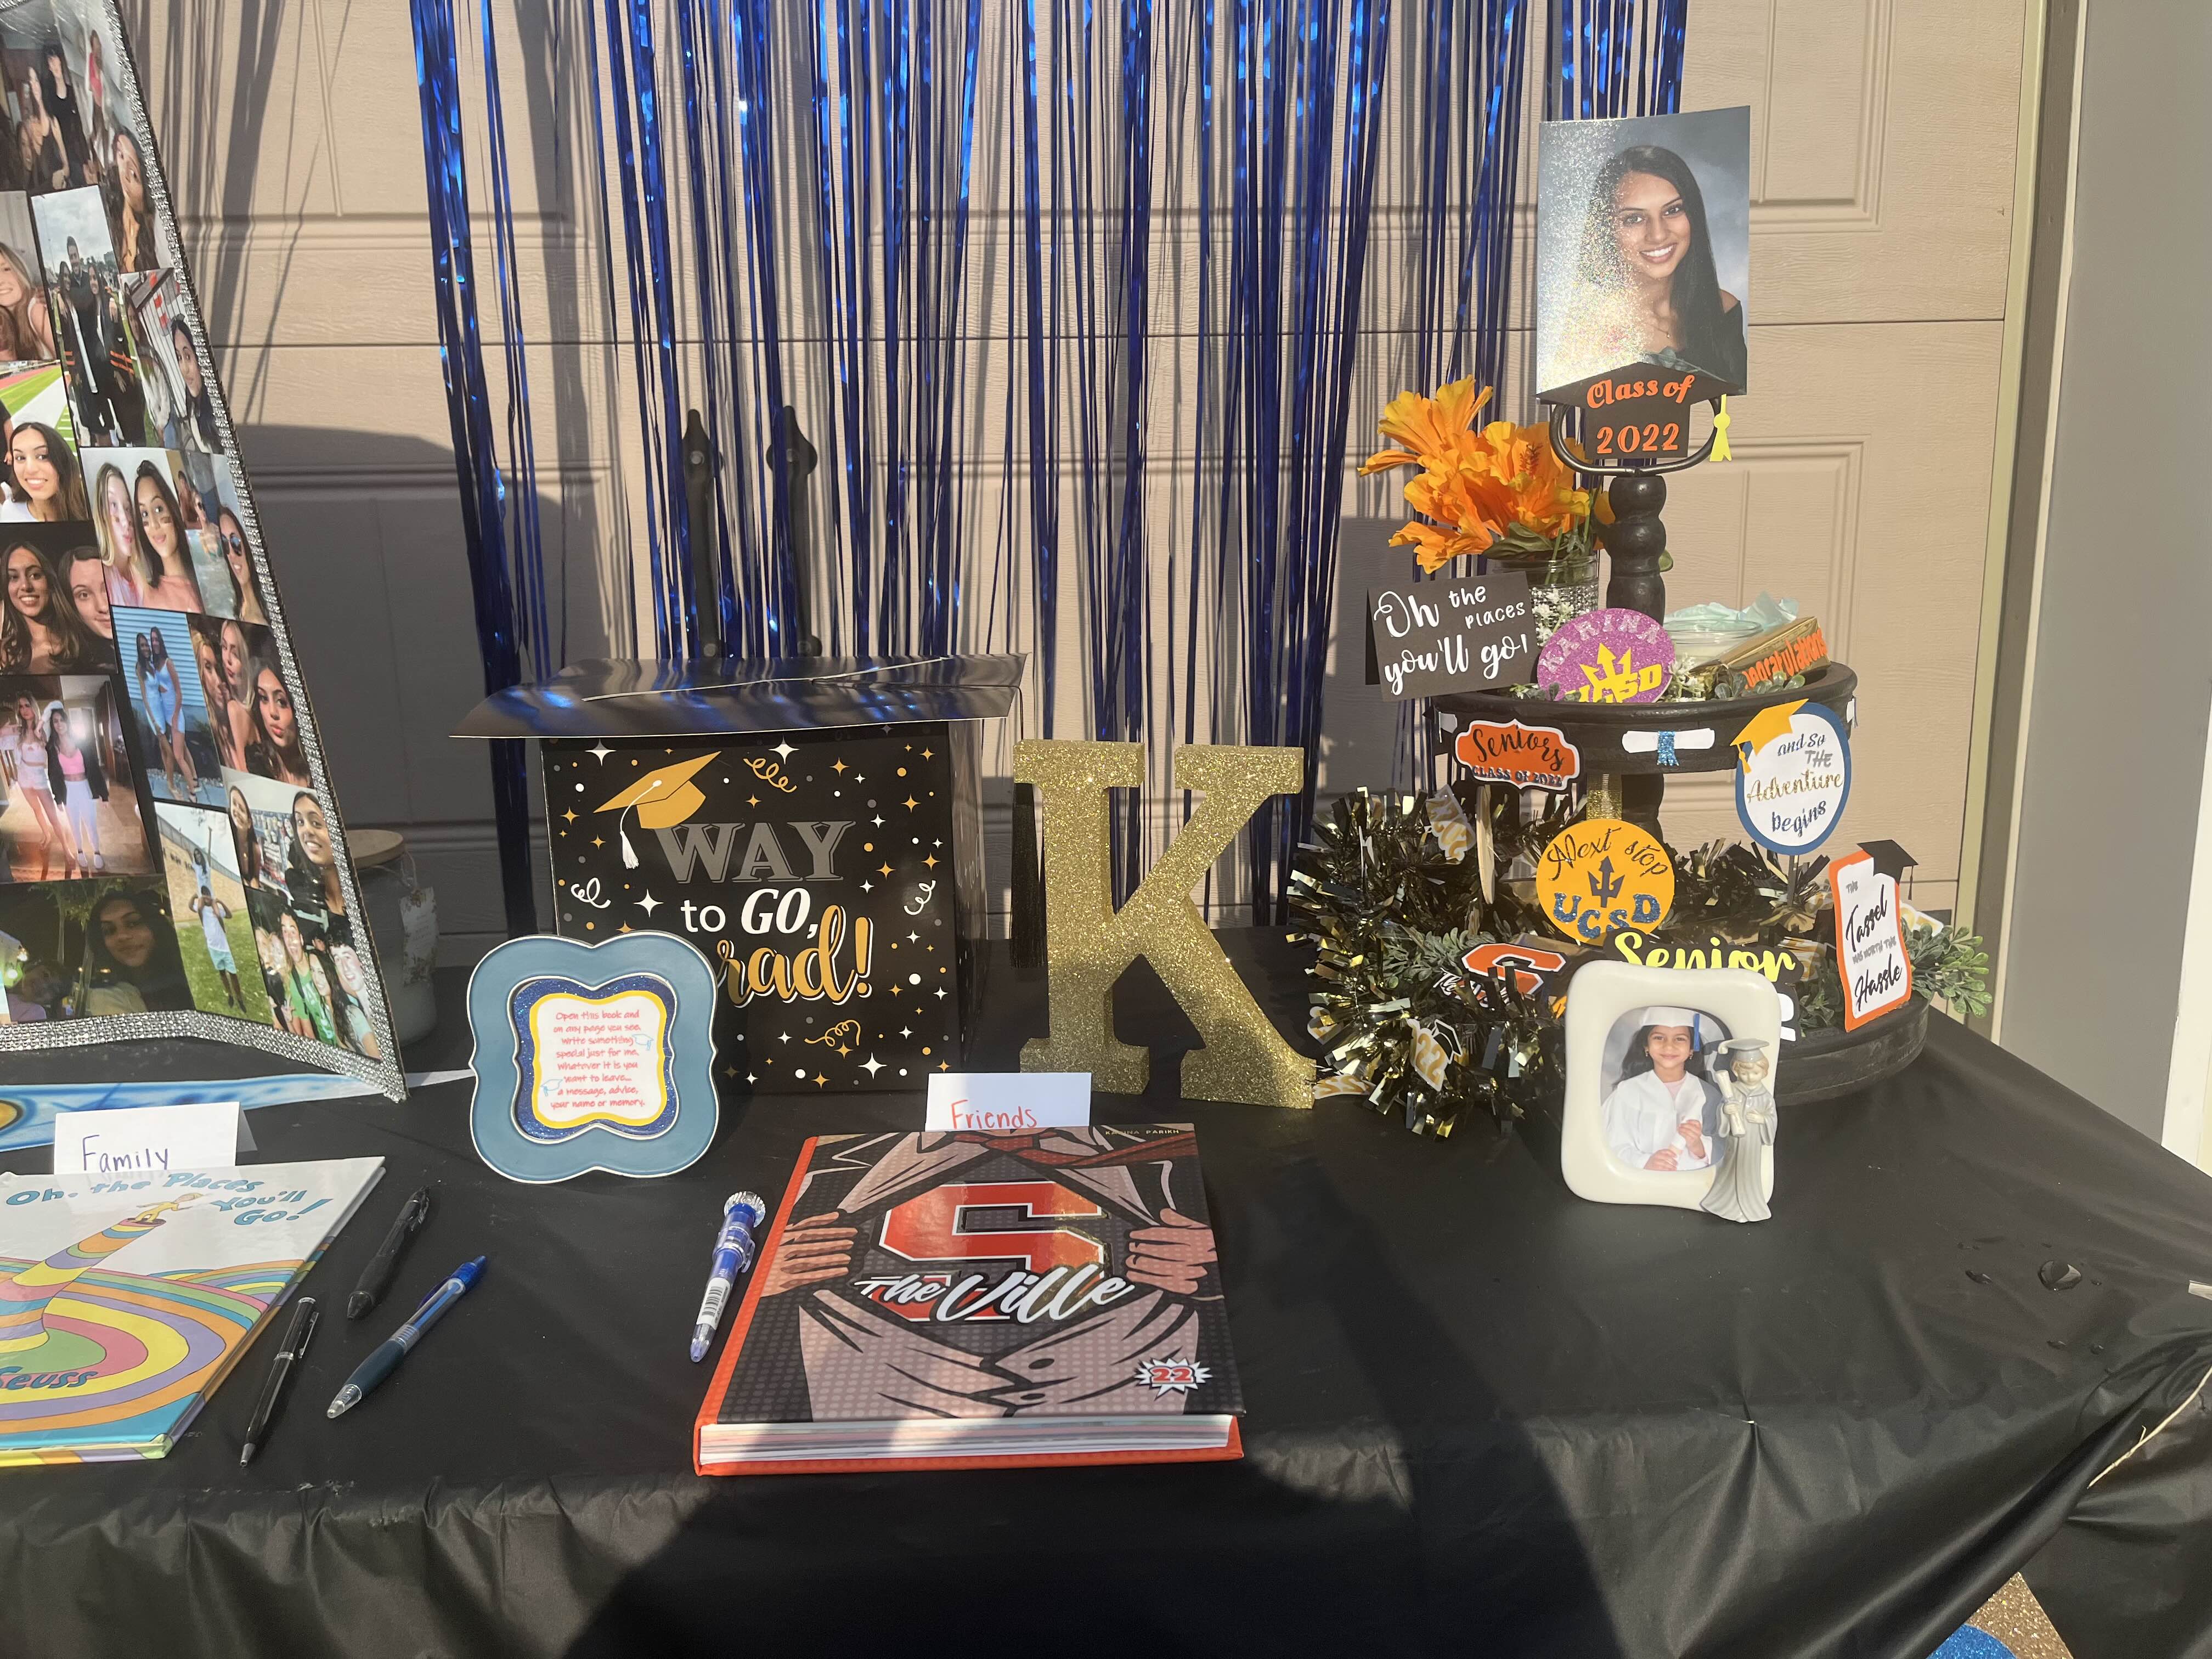 Class of
2022
Oh the
places
you'll go!
KARINA
UCSD
Seniors
CLASS OF 2022
and so
THE
Adventure
begins
Next stop
UCSD
THE
Tassel
WAS WORTH THE
Hassle
Senior
WAY
to GO,
rad!
Open this book and
on any page you see,
write something
special just for me.
Whatever it is you
want to leave...
a message, advice,
your name or memory.
Family
Oh, the Places
You'll
Go!
Seuss
Friends
KARINA PARIKH
S
The Ville
22